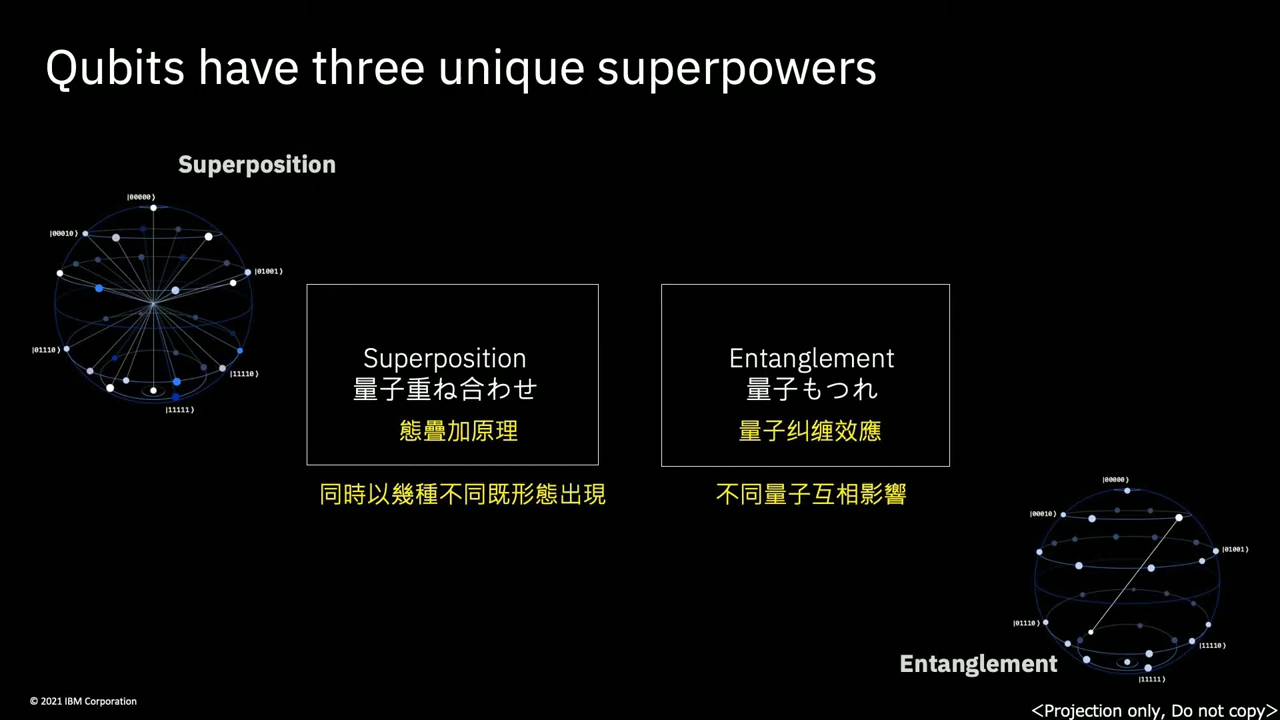 Qubits have three unique superpowers
Superposition
|00000⟩
|00010⟩
|01001⟩
|01110⟩
|11110⟩
|11111⟩
Superposition
量子重ね合わせ
態疊加原理
同時以幾種不同既形態出現
Entanglement
量子もつれ
量子纠缠效應
不同量子互相影響
|00000⟩
|00010⟩
|01001⟩
|01110⟩
|11110⟩
|11111⟩
Entanglement
© 2021 IBM Corporation
<Projection only, Do not copy>